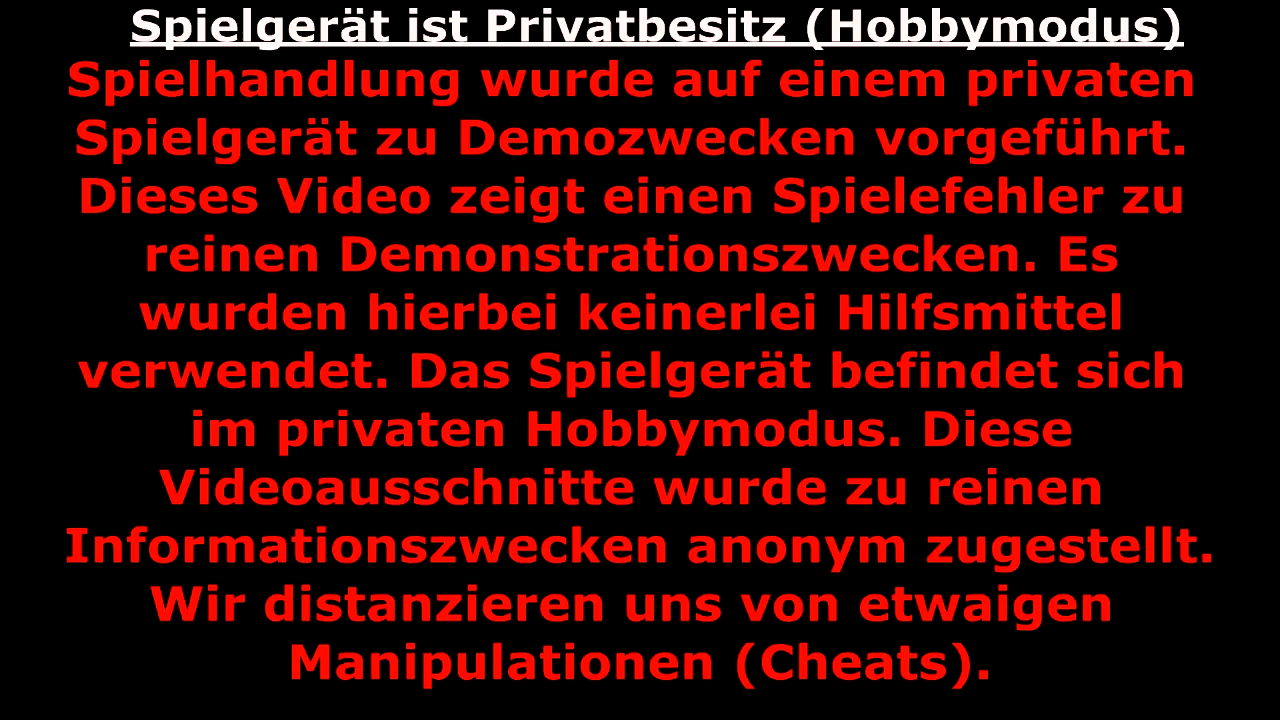 Spielgerät ist Privatbesitz (Hobbymodus)
Spielhandlung wurde auf einem privaten
Spielgerät zu Demozwecken vorgeführt.
Dieses Video zeigt einen Spielefehler zu
reinen Demonstrationszwecken. Es
wurden hierbei keinerlei Hilfsmittel
verwendet. Das Spielgerät befindet sich
im privaten Hobbymodus. Diese
Videoausschnitte wurde zu reinen
Informationszwecken anonym zugestellt.
Wir distanzieren uns von etwaigen
Manipulationen (Cheats).